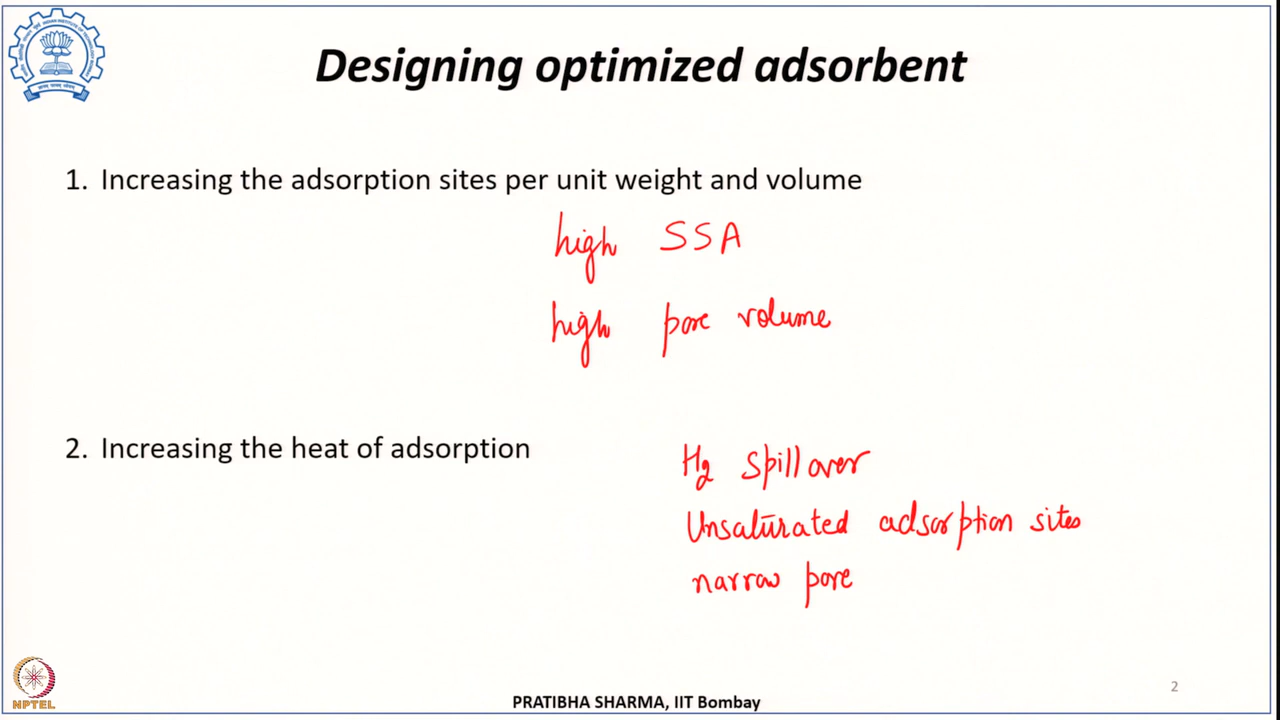 Designing optimized adsorbent
1. Increasing the adsorption sites per unit weight and volume
high SSA
high pore volume
2. Increasing the heat of adsorption
H2 spillover
Unsaturated adsorption sites
narrow pore
NPTEL
PRATIBHA SHARMA, IIT Bombay
2